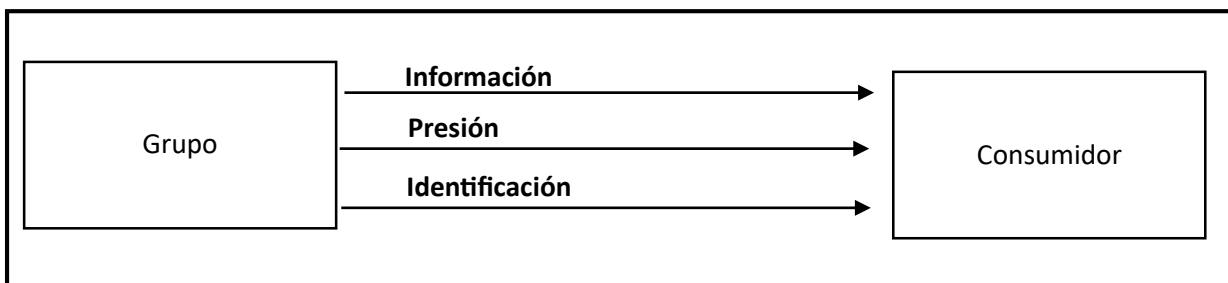 Información
Presión
Identificación
Grupo
Consumidor